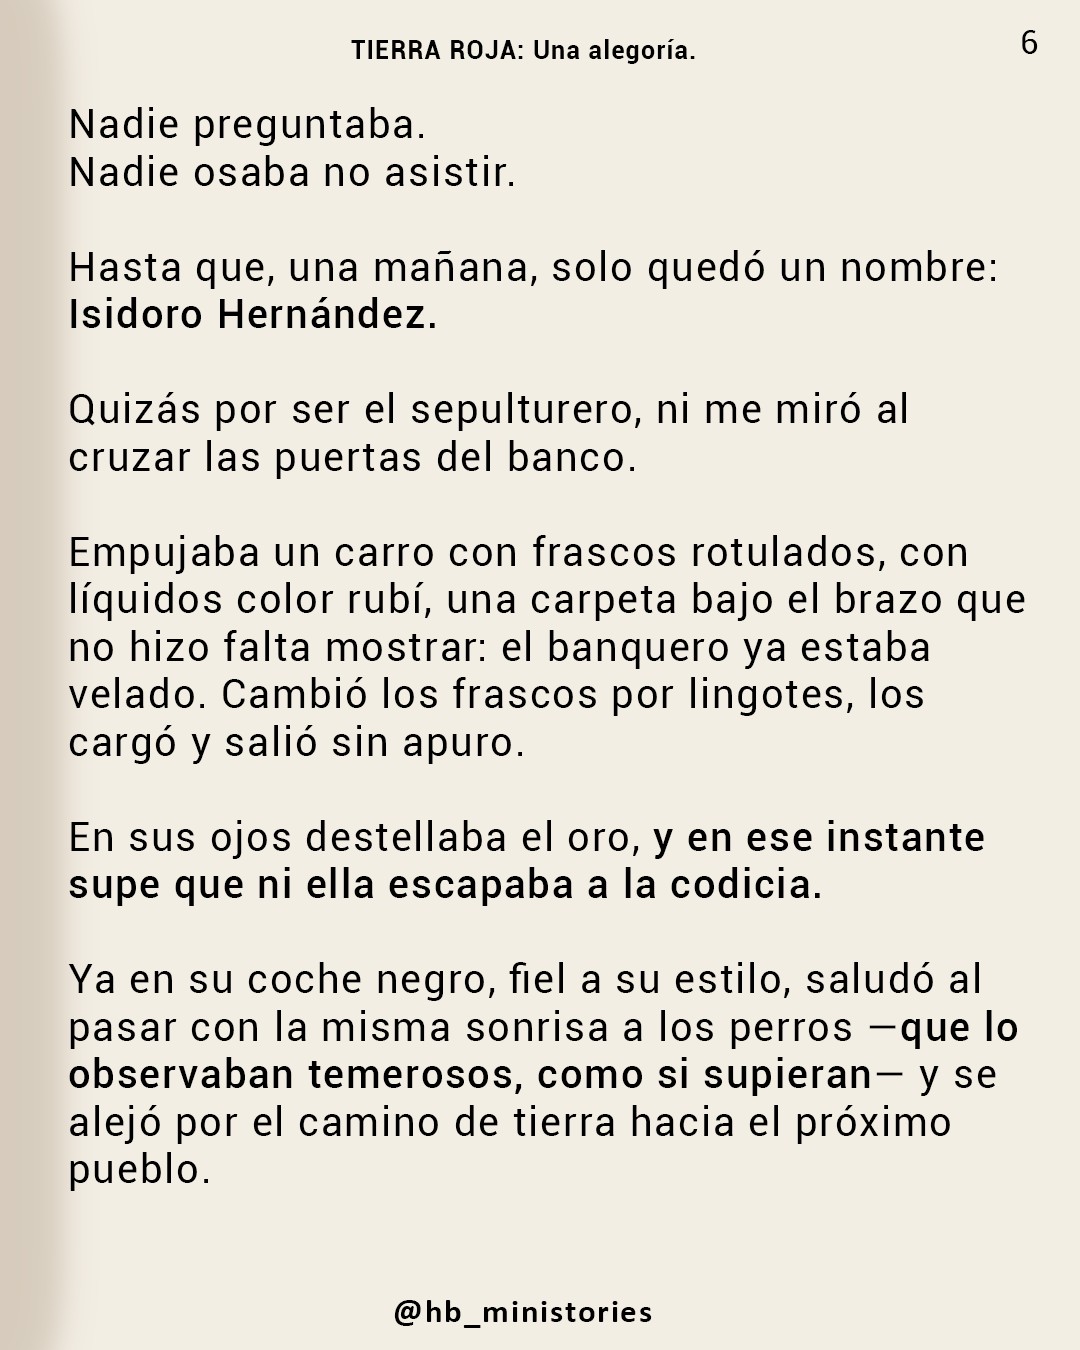 TIERRA ROJA: Una alegoría.
6
Nadie preguntaba.
Nadie osaba no asistir.
Hasta que, una mañana, solo quedó un nombre:
Isidoro Hernández.
Quizás por ser el sepulturero, ni me miró al
cruzar las puertas del banco.
Empujaba un carro con frascos rotulados, con
líquidos color rubí, una carpeta bajo el brazo que
no hizo falta mostrar: el banquero ya estaba
velado. Cambió los frascos por lingotes, los
cargó y salió sin apuro.
En sus ojos destellaba el oro, y en ese instante
supe que ni ella escapaba a la codicia.
Ya en su coche negro, fiel a su estilo, saludó al
pasar con la misma sonrisa a los perros —que lo
observaban temerosos, como si supieran— y se
alejó por el camino de tierra hacia el próximo
pueblo.
@hb_ministories